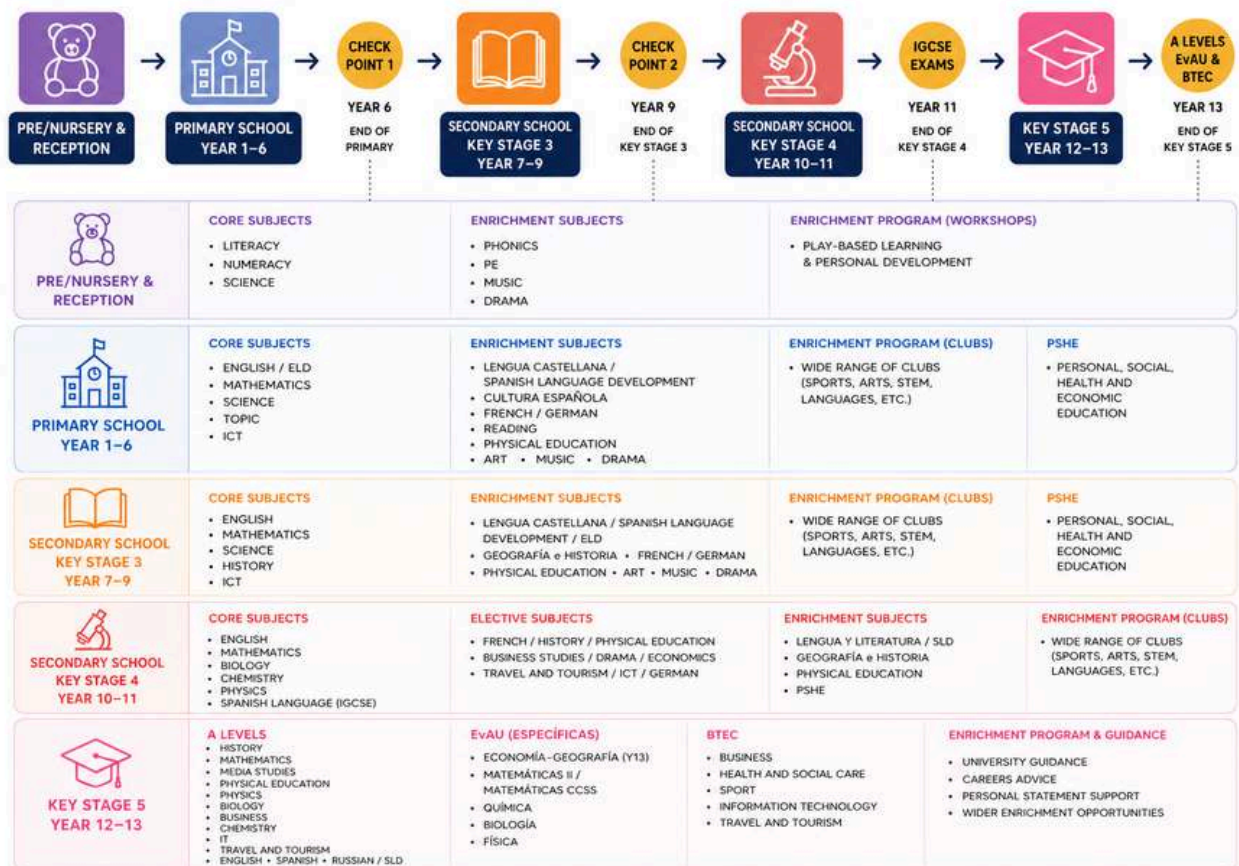 PRE/NURSERY &
RECEPTION
PRIMARY SCHOOL
YEAR 1–6
CHECK
POINT 1
YEAR 6
END OF
PRIMARY
SECONDARY SCHOOL
KEY STAGE 3
YEAR 7–9
CHECK
POINT 2
YEAR 9
END OF
KEY STAGE 3
SECONDARY SCHOOL
KEY STAGE 4
YEAR 10–11
IGCSE
EXAMS
YEAR 11
END OF
KEY STAGE 4
KEY STAGE 5
YEAR 12–13
A LEVELS
EvAU &
BTEC
YEAR 13
END OF
KEY STAGE 5
PRE/NURSERY &
RECEPTION
CORE SUBJECTS
• LITERACY
• NUMERACY
• SCIENCE
ENRICHMENT SUBJECTS
• PHONICS
• PE
• MUSIC
• DRAMA
ENRICHMENT PROGRAM (WORKSHOPS)
• PLAY-BASED LEARNING
& PERSONAL DEVELOPMENT
PRIMARY SCHOOL
YEAR 1–6
CORE SUBJECTS
• ENGLISH / ELD
• MATHEMATICS
• SCIENCE
• TOPIC
• ICT
ENRICHMENT SUBJECTS
• LENGUA CASTELLANA /
SPANISH LANGUAGE DEVELOPMENT
• CULTURA ESPAÑOLA
• FRENCH / GERMAN
• READING
• PHYSICAL EDUCATION
• ART • MUSIC • DRAMA
ENRICHMENT PROGRAM (CLUBS)
• WIDE RANGE OF CLUBS
(SPORTS, ARTS, STEM,
LANGUAGES, ETC.)
PSHE
• PERSONAL, SOCIAL,
HEALTH AND
ECONOMIC
EDUCATION
SECONDARY SCHOOL
KEY STAGE 3
YEAR 7–9
CORE SUBJECTS
• ENGLISH
• MATHEMATICS
• SCIENCE
• HISTORY
• ICT
ENRICHMENT SUBJECTS
• LENGUA CASTELLANA / SPANISH LANGUAGE
DEVELOPMENT / ELD
• GEOGRAFÍA e HISTORIA • FRENCH / GERMAN
• PHYSICAL EDUCATION • ART • MUSIC • DRAMA
ENRICHMENT PROGRAM (CLUBS)
• WIDE RANGE OF CLUBS
(SPORTS, ARTS, STEM,
LANGUAGES, ETC.)
PSHE
• PERSONAL, SOCIAL,
HEALTH AND
ECONOMIC
EDUCATION
SECONDARY SCHOOL
KEY STAGE 4
YEAR 10–11
CORE SUBJECTS
• ENGLISH
• MATHEMATICS
• BIOLOGY
• CHEMISTRY
• PHYSICS
• SPANISH LANGUAGE (IGCSE)
ELECTIVE SUBJECTS
• FRENCH / HISTORY / PHYSICAL EDUCATION
• BUSINESS STUDIES / DRAMA / ECONOMICS
• TRAVEL AND TOURISM / ICT / GERMAN
ENRICHMENT SUBJECTS
• LENGUA Y LITERATURA / SLD
• GEOGRAFÍA e HISTORIA
• PHYSICAL EDUCATION
• PSHE
ENRICHMENT PROGRAM (CLUBS)
• WIDE RANGE OF CLUBS
(SPORTS, ARTS, STEM,
LANGUAGES, ETC.)
KEY STAGE 5
YEAR 12–13
A LEVELS
• HISTORY
• MATHEMATICS
• MEDIA STUDIES
• PHYSICAL EDUCATION
• PHYSICS
• BIOLOGY
• BUSINESS
• CHEMISTRY
• IT
• TRAVEL AND TOURISM
• ENGLISH • SPANISH • RUSSIAN / SLD
EvAU (ESPECÍFICAS)
• ECONOMÍA–GEOGRAFÍA (Y13)
• MATEMÁTICAS II /
MATEMÁTICAS CCSS
• QUÍMICA
• BIOLOGÍA
• FÍSICA
BTEC
• BUSINESS
• HEALTH AND SOCIAL CARE
• SPORT
• INFORMATION TECHNOLOGY
• TRAVEL AND TOURISM
ENRICHMENT PROGRAM & GUIDANCE
• UNIVERSITY GUIDANCE
• CAREERS ADVICE
• PERSONAL STATEMENT SUPPORT
• WIDER ENRICHMENT OPPORTUNITIES